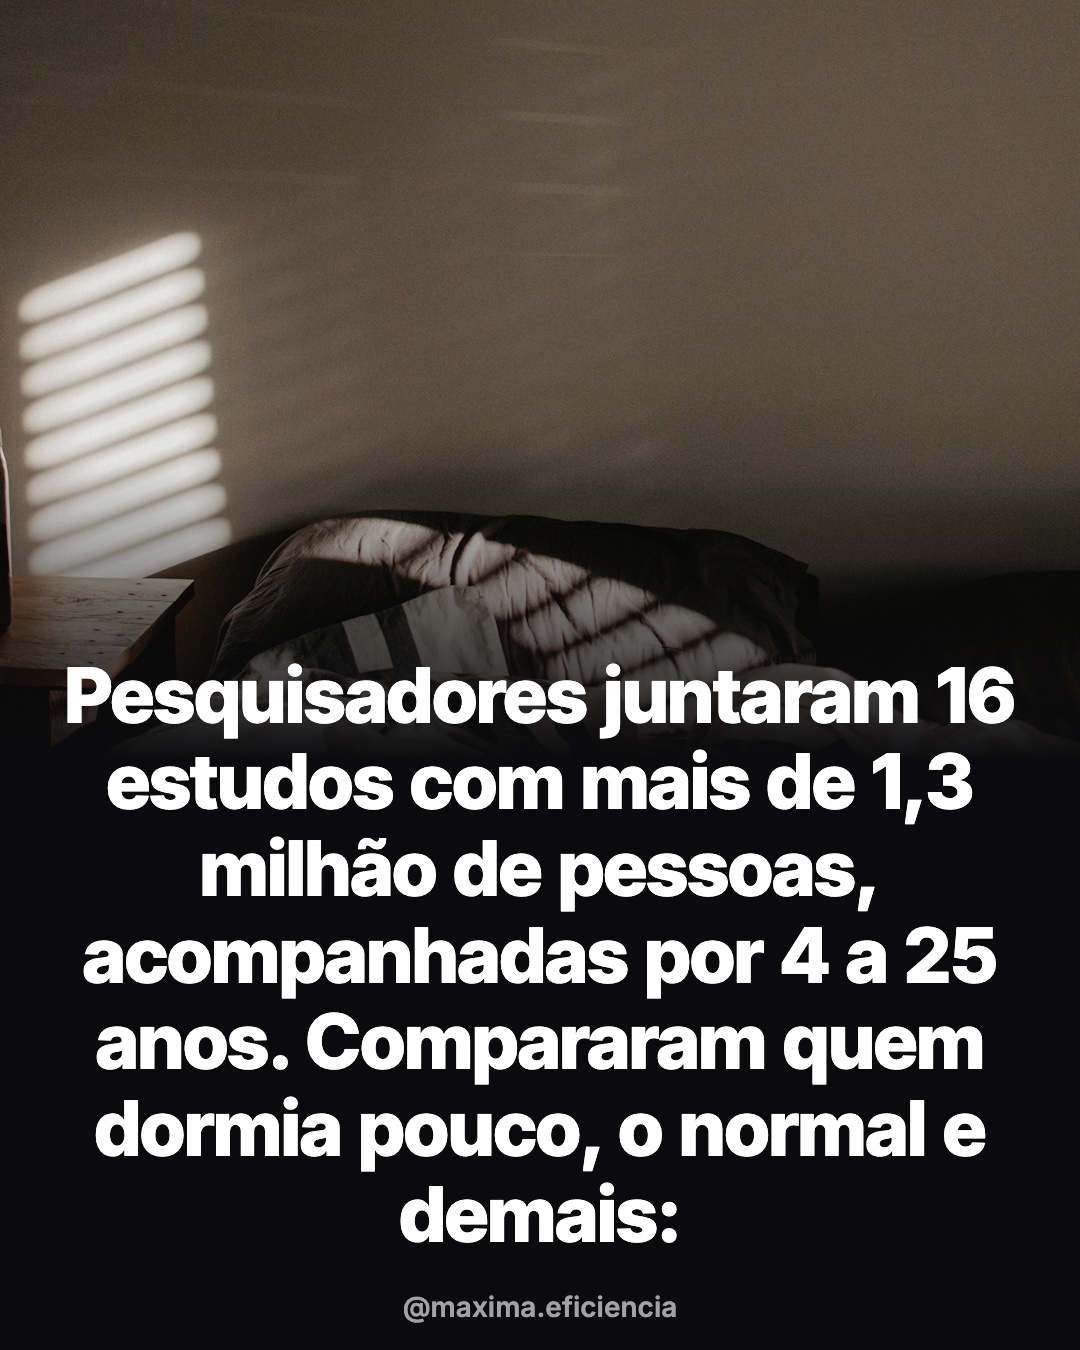 Pesquisadores juntaram 16
estudos com mais de 1,3
milhão de pessoas,
acompanhadas por 4 a 25
anos. Compararam quem
dormia pouco, o normal e
demais:
@maxima.eficiencia